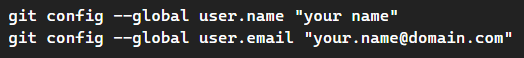 git config --global user.name "your name"
git config --global user.email "your.name@domain.com"